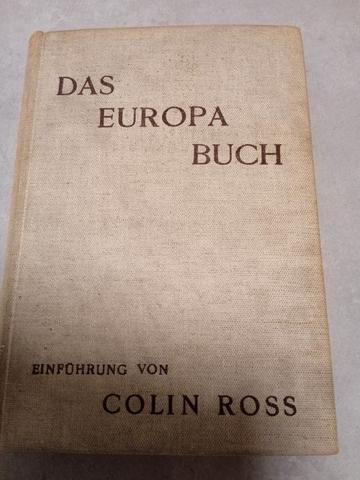 DAS
EUROPA
BUCH
EINFÜHRUNG VON
COLIN ROSS